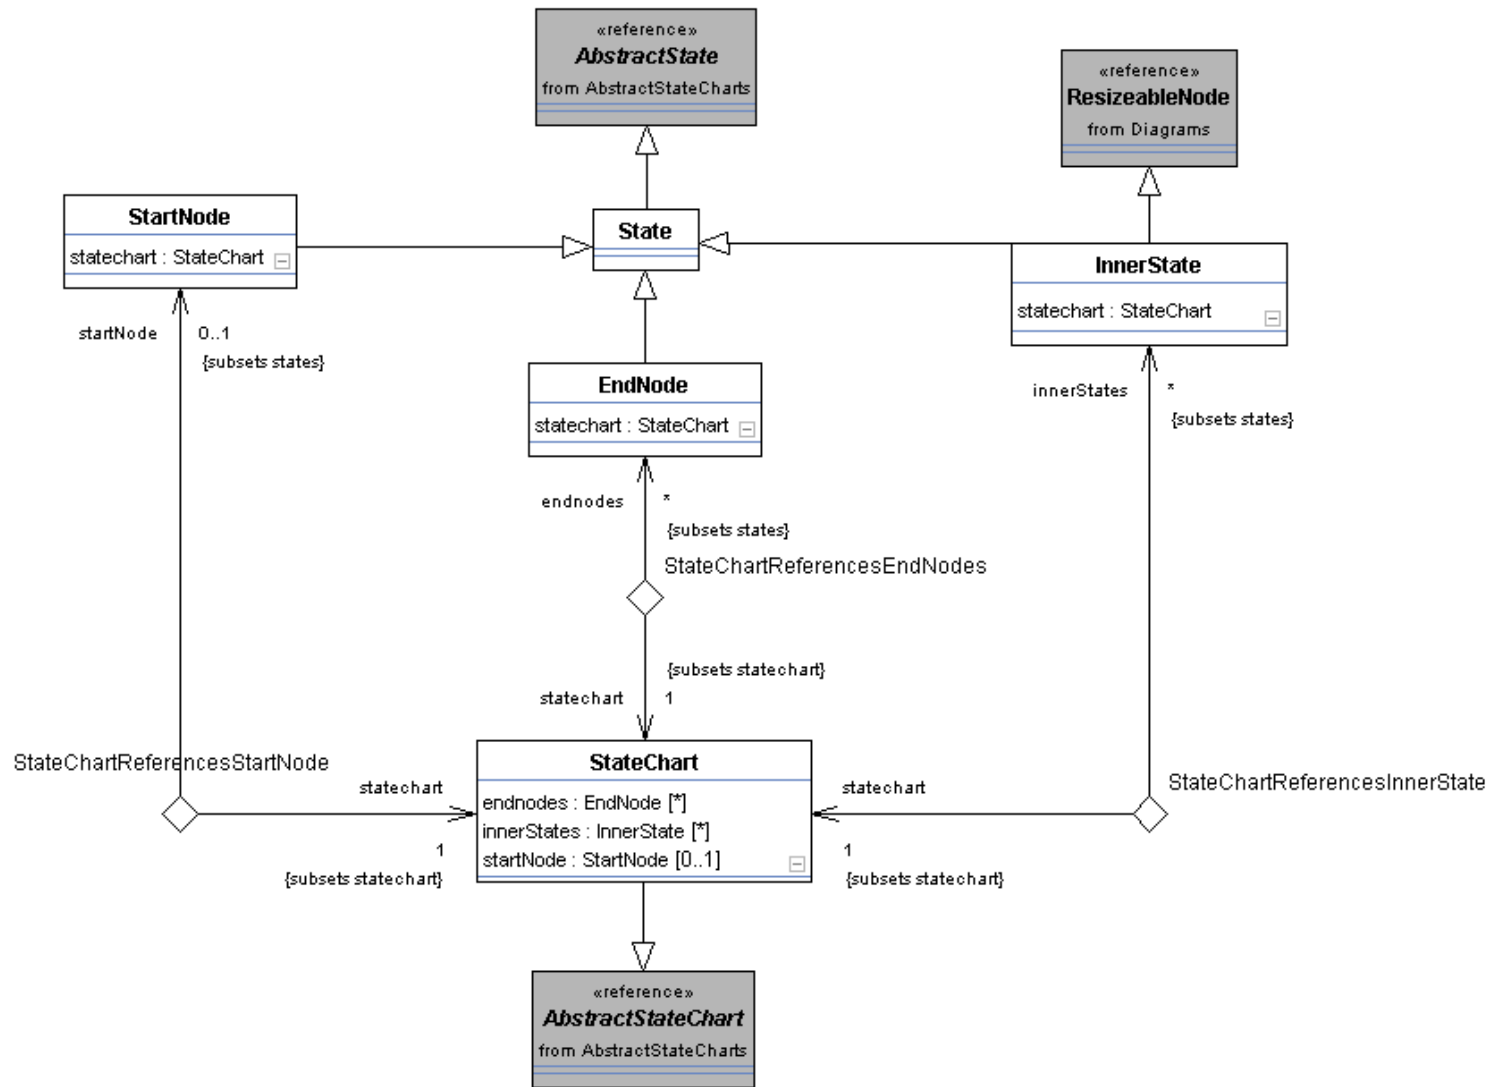 «reference»
AbstractState
from AbstractStateCharts
«reference»
ResizeableNode
from Diagrams
StartNode
statechart : StateChart
State
InnerState
statechart : StateChart
startNode
0..1
{subsets states}
EndNode
statechart : StateChart
innerStates
*
{subsets states}
endnodes
*
{subsets states}
StateChartReferencesEndNodes
{subsets statechart}
statechart
1
StateChartReferencesStartNode
statechart
1
{subsets statechart}
StateChart
endnodes : EndNode [*]
innerStates : InnerState [*]
startNode : StartNode [0..1]
statechart
1
{subsets statechart}
StateChartReferencesInnerState
«reference»
AbstractStateChart
from AbstractStateCharts